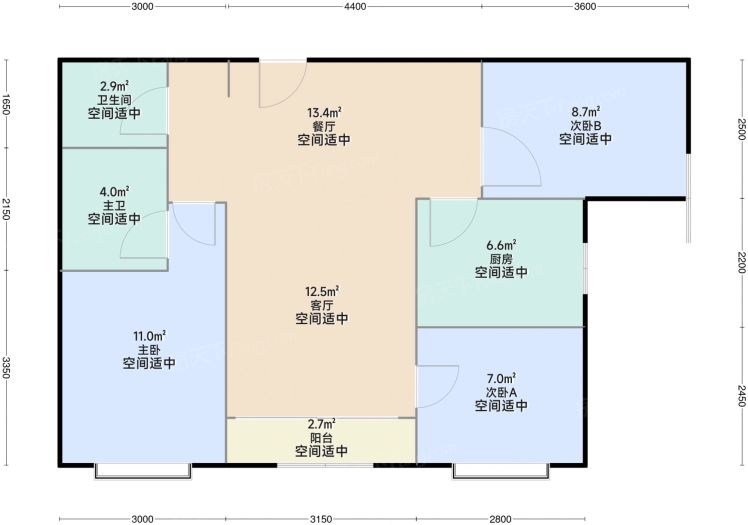 3000
4400
3600
2.9㎡
卫生间
空间适中
13.4㎡
餐厅
空间适中
8.7㎡
次卧B
空间适中
1650
2500
4.0㎡
主卫
空间适中
2150
6.6㎡
厨房
空间适中
2200
12.5㎡
客厅
空间适中
11.0㎡
主卧
空间适中
3350
7.0㎡
次卧A
空间适中
2450
2.7㎡
阳台
空间适中
3000
3150
2800